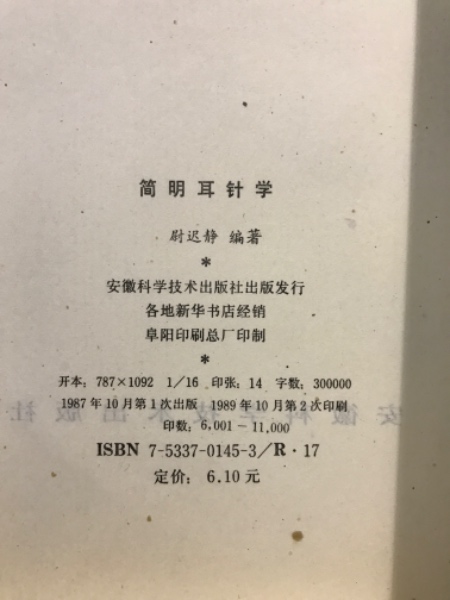 简明耳针学
尉迟静 编著
*
安徽科学技术出版社出版发行
各地新华书店经销
阜阳印刷总厂印制
*
开本: 787×1092 1/16 印张: 14 字数: 300000
1987年10月第1次出版 1989年10月第2次印刷
印数: 6,001-11,000
ISBN 7-5337-0145-3/R·17
定价: 6.10元